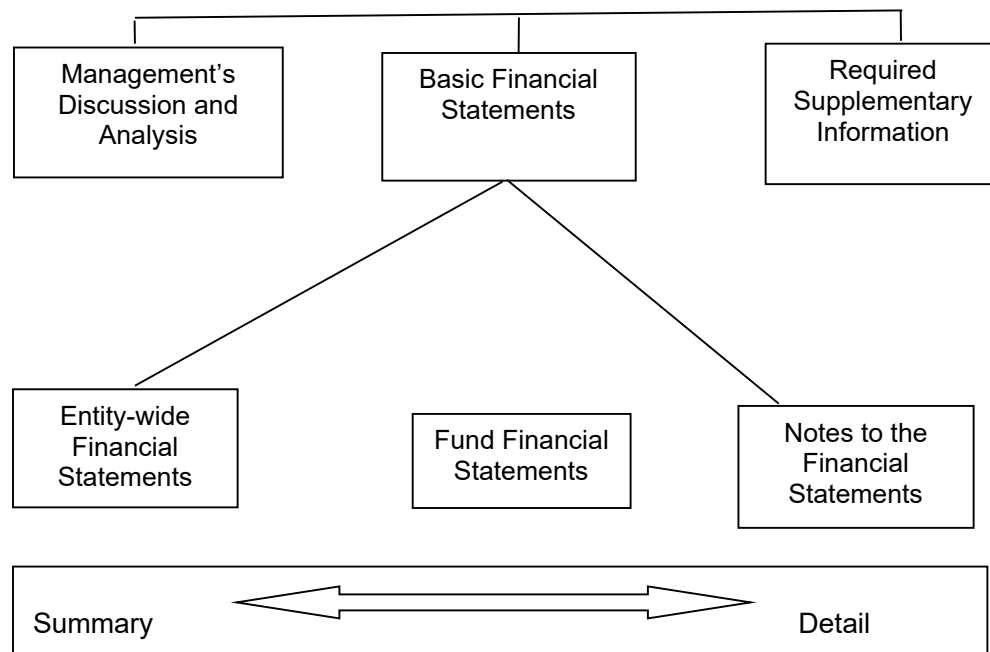 Management’s
Discussion and
Analysis
Basic Financial
Statements
Required
Supplementary
Information
Entity-wide
Financial
Statements
Fund Financial
Statements
Notes to the
Financial
Statements
Summary
Detail